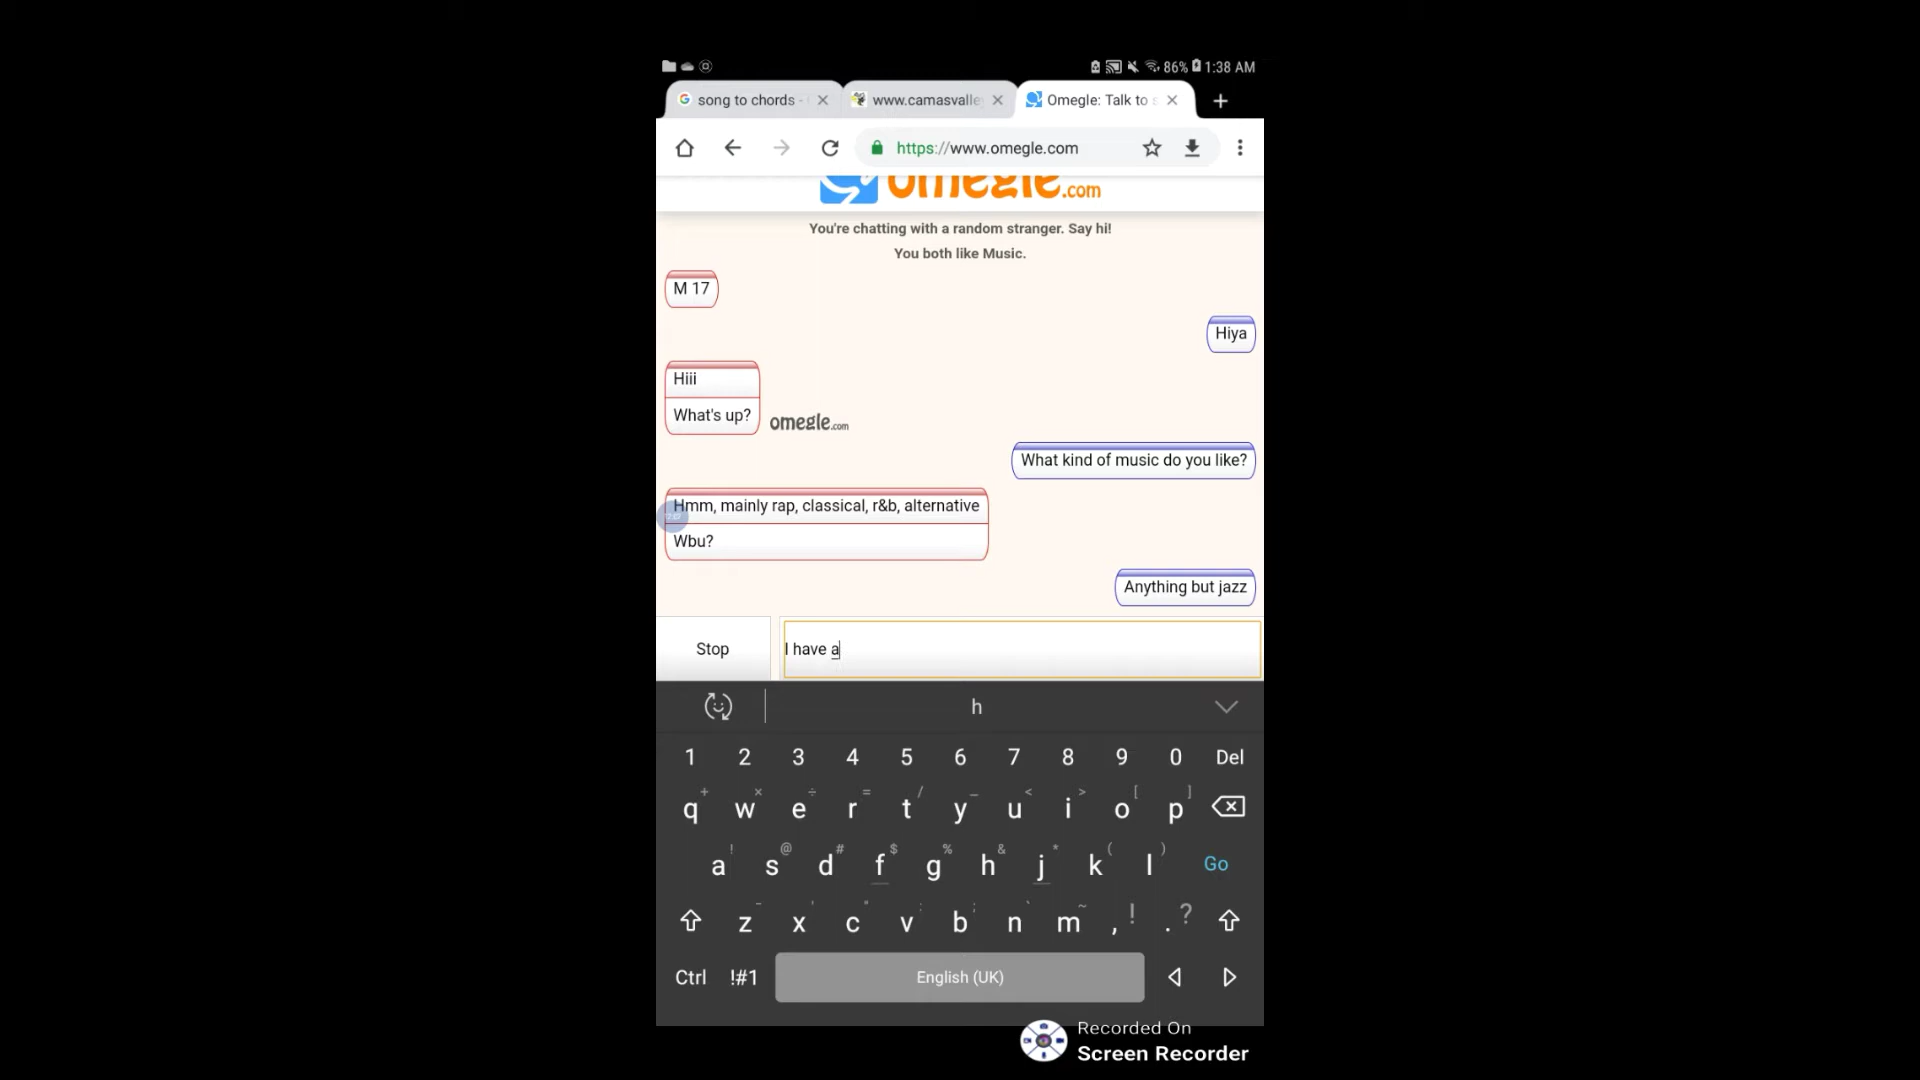 86% 1:38 AM
song to chords -
www.camasvalle
Omegle: Talk to s
https://www.omegle.com
omegle.com
You're chatting with a random stranger. Say hi!
You both like Music.
M 17
Hiya
Hiii
What's up?
omegle.com
What kind of music do you like?
Hmm, mainly rap, classical, r&b, alternative
Wbu?
Anything but jazz
Stop
I have a
h
1 2 3 4 5 6 7 8 9 0 Del
q w e r t y u i o p
a s d f g h j k l Go
z x c v b n m , ! . ?
Ctrl !#1 English (UK)
Recorded On
Screen Recorder